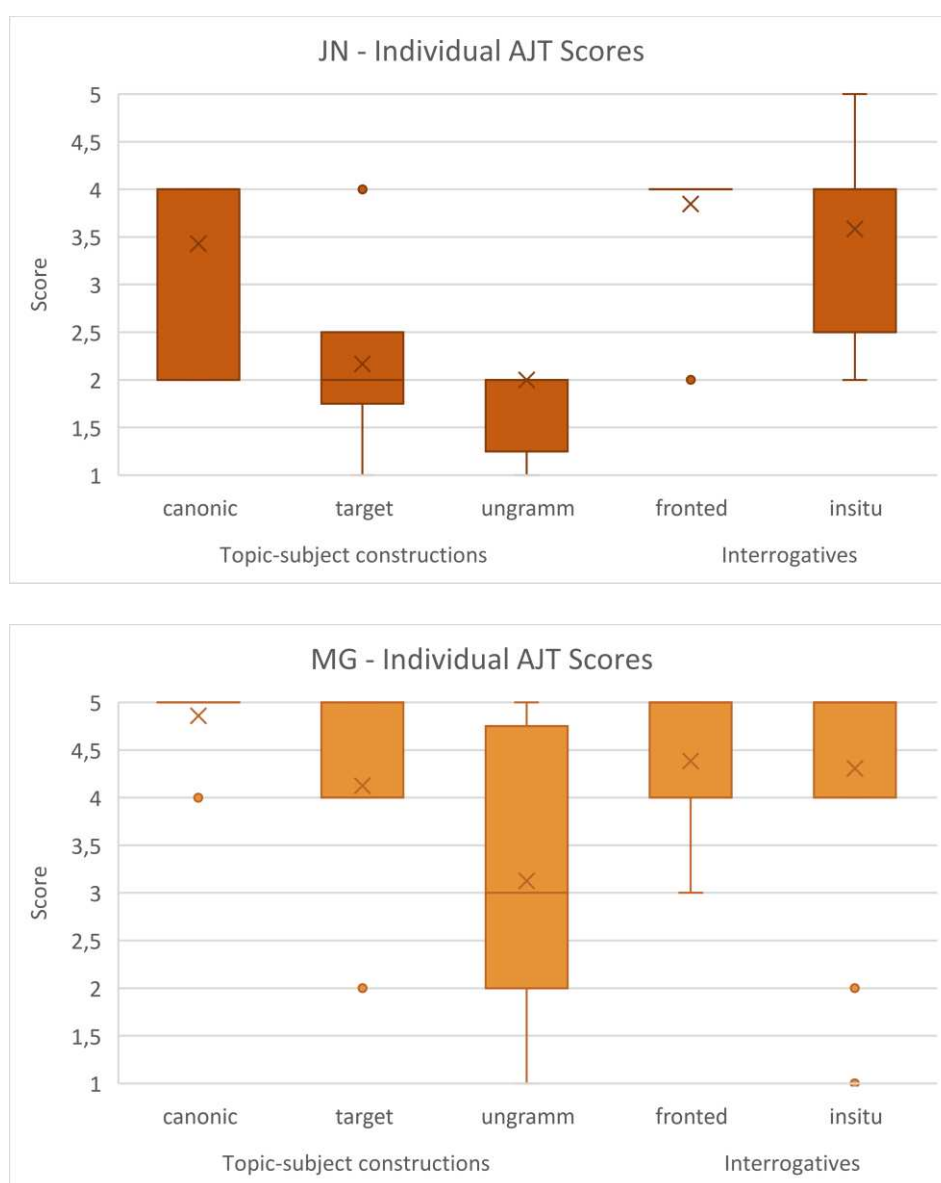 JN - Individual AJT Scores
5
4,5
4
3,5
3
2,5
2
1,5
1
Score
canonic target ungramm fronted insitu
Topic-subject constructions Interrogatives
MG - Individual AJT Scores
5
4,5
4
3,5
3
2,5
2
1,5
1
Score
canonic target ungramm fronted insitu
Topic-subject constructions Interrogatives